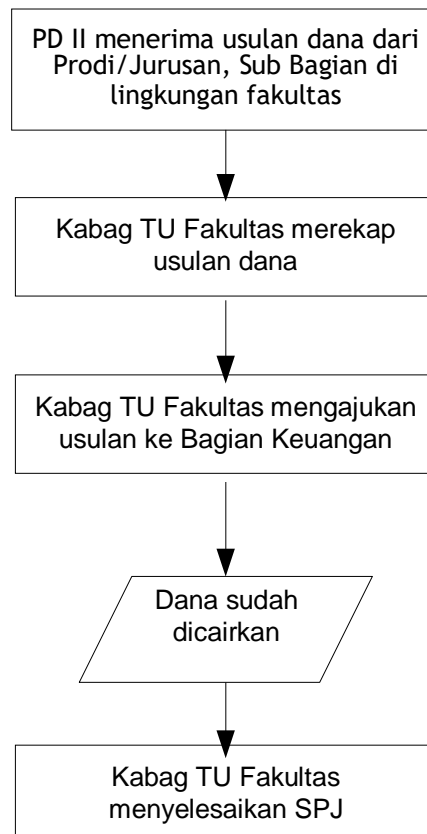 PD II menerima usulan dana dari
Prodi/Jurusan, Sub Bagian di
lingkungan fakultas
Kabag TU Fakultas merekap
usulan dana
Kabag TU Fakultas mengajukan
usulan ke Bagian Keuangan
Dana sudah
dicairkan
Kabag TU Fakultas
menyelesaikan SPJ